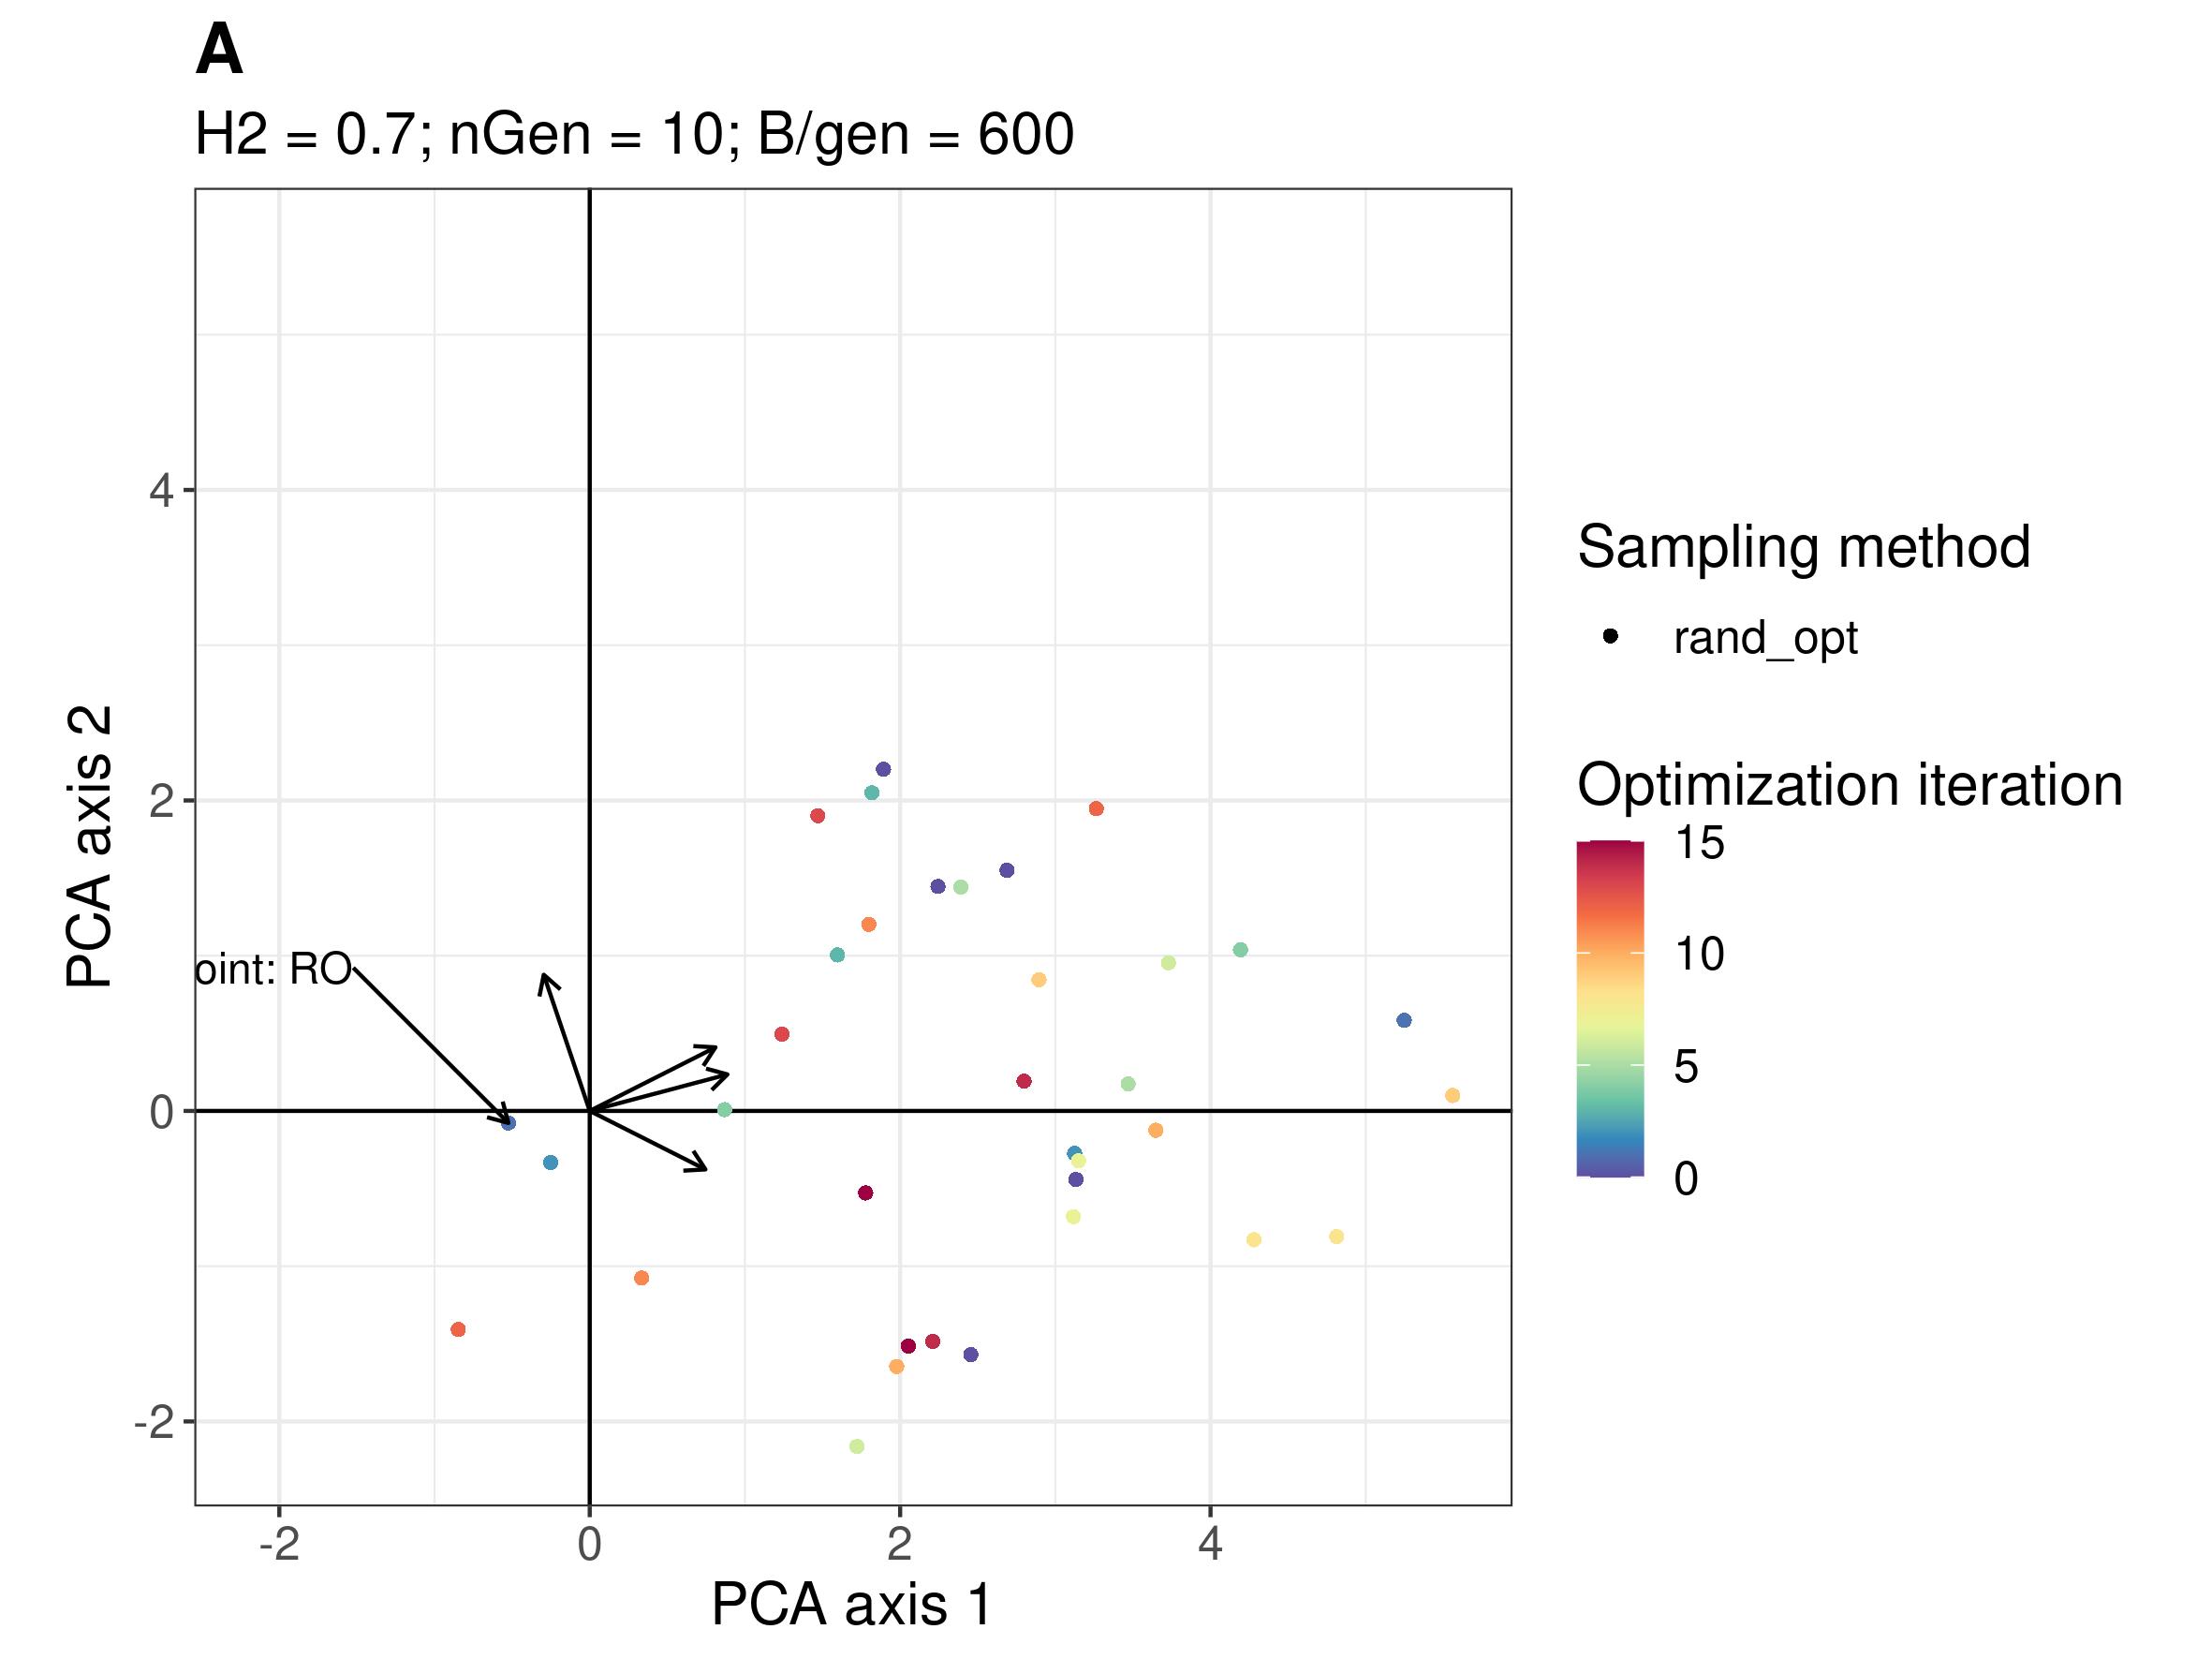 A
H2 = 0.7; nGen = 10; B/gen = 600
PCA axis 2
4
2
0
-2
oint: RO
-2
0
2
4
PCA axis 1
Sampling method
rand_opt
Optimization iteration
15
10
5
0